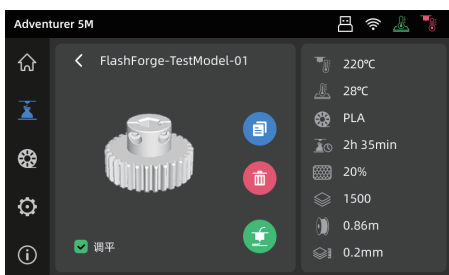 Adventurer 5M
FlashForge-TestModel-01
调平
220℃
28℃
PLA
2h 35min
20%
1500
0.86m
0.2mm